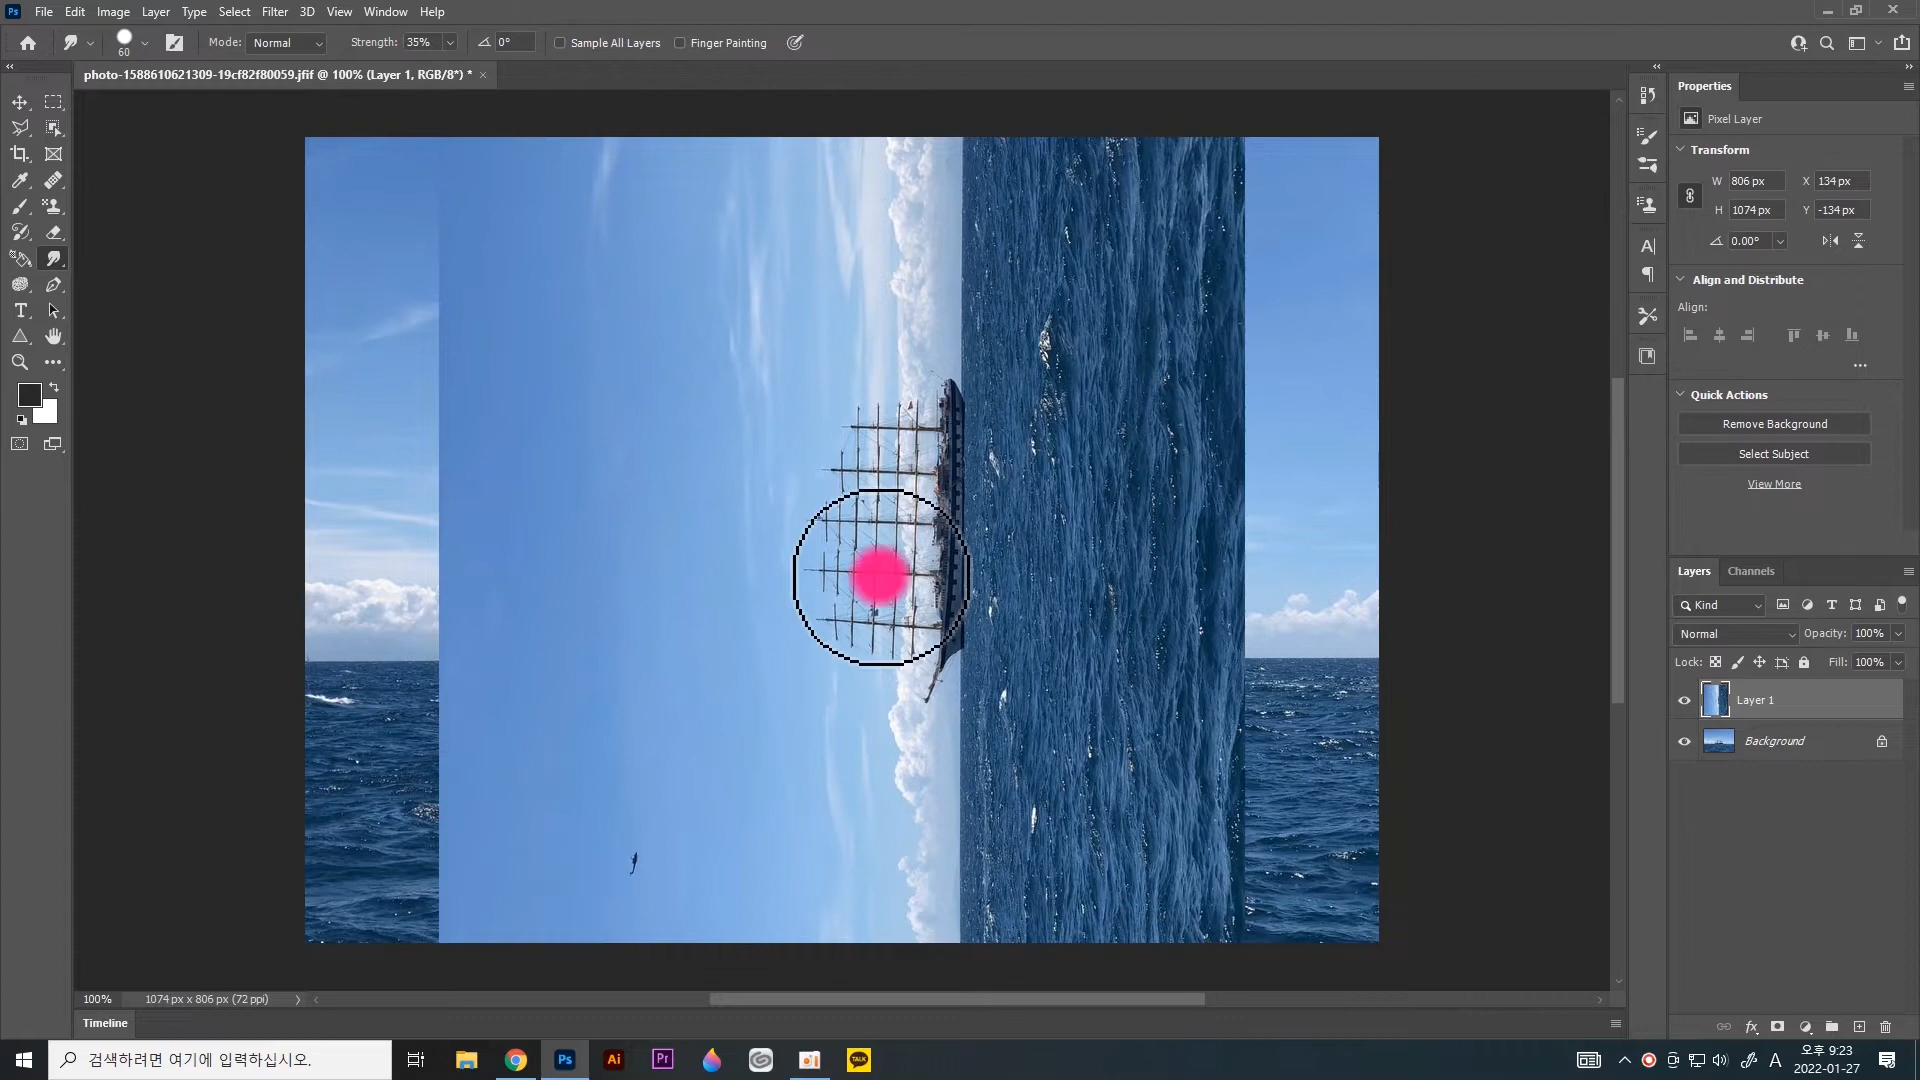 Ps File Edit Image Layer Type Select Filter 3D View Window Help
60 Mode: Normal Strength: 35% 0° Sample All Layers Finger Painting
photo-1588610621309-19cf82f80059.jfif @ 100% (Layer 1, RGB/8*) *
Properties
Pixel Layer
Transform
W 806 px X 134 px
H 1074 px Y -134 px
0.00°
Align and Distribute
Align:
Quick Actions
Remove Background
Select Subject
View More
Layers Channels
Kind
Normal Opacity: 100%
Lock: Fill: 100%
Layer 1
Background
100% 1074 px x 806 px (72 ppi)
Timeline
검색하려면 여기에 입력하십시오.
Ps Ai Pr TALK
A 오후 9:23
2022-01-27